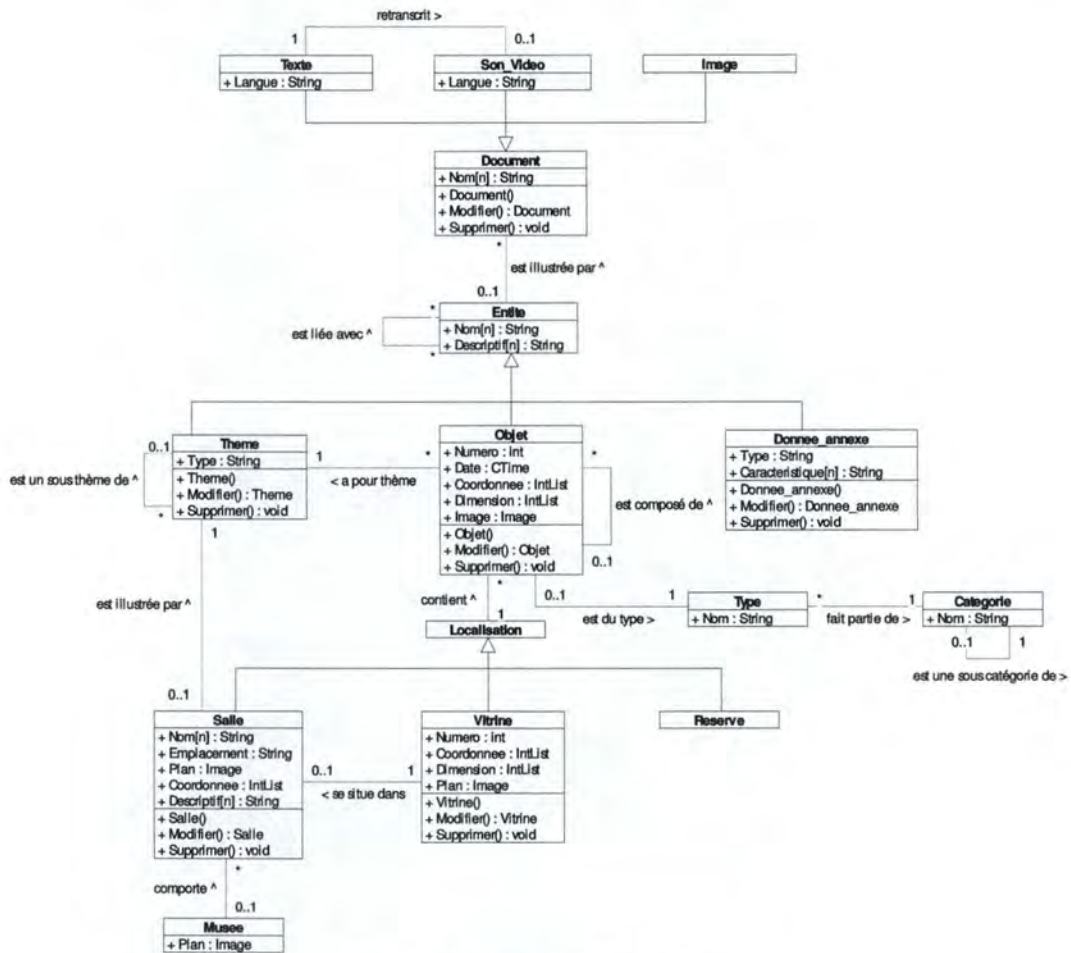 retranscrit >
1
0..1
Texte
+ Langue : String
Son_Video
+ Langue : String
Image
Document
+ Nom[n] : String
+ Document()
+ Modifier() : Document
+ Supprimer() : void
*
est illustrée par ^
0..1
Entite
+ Nom[n] : String
+ Descriptif[n] : String
*
est liée avec ^
*
Theme
+ Type : String
+ Theme()
+ Modifier() : Theme
+ Supprimer() : void
0..1
est un sous thème de ^
*
1
1
*
< a pour thème
Objet
+ Numero : Int
+ Date : CTime
+ Coordonnee : IntList
+ Dimension : IntList
+ Image : Image
+ Objet()
+ Modifier() : Objet
+ Supprimer() : void
*
est composé de ^
0..1
Donnee_annexe
+ Type : String
+ Caracteristique[n] : String
+ Donnee_annexe()
+ Modifier() : Donnee_annexe
+ Supprimer() : void
est illustrée par ^
0..1
*
contient ^
1
Localisation
0..1
1
est du type >
Type
+ Nom : String
*
1
fait partie de >
Categorie
+ Nom : String
0..1
1
est une sous catégorie de >
Salle
+ Nom[n] : String
+ Emplacement : String
+ Plan : Image
+ Coordonnee : IntList
+ Descriptif[n] : String
+ Salle()
+ Modifier() : Salle
+ Supprimer() : void
0..1
1
< se situe dans
Vitrine
+ Numero : int
+ Coordonnee : IntList
+ Dimension : IntList
+ Plan : Image
+ Vitrine()
+ Modifier() : Vitrine
+ Supprimer() : void
Reserve
*
comporte ^
0..1
Musee
+ Plan : Image